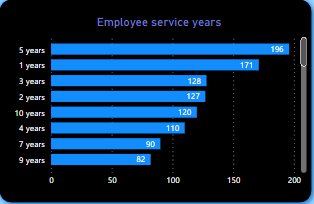 Employee service years
5 years 196
1 years 171
3 years 128
2 years 127
10 years 120
4 years 110
7 years 90
9 years 82
0 50 100 150 200